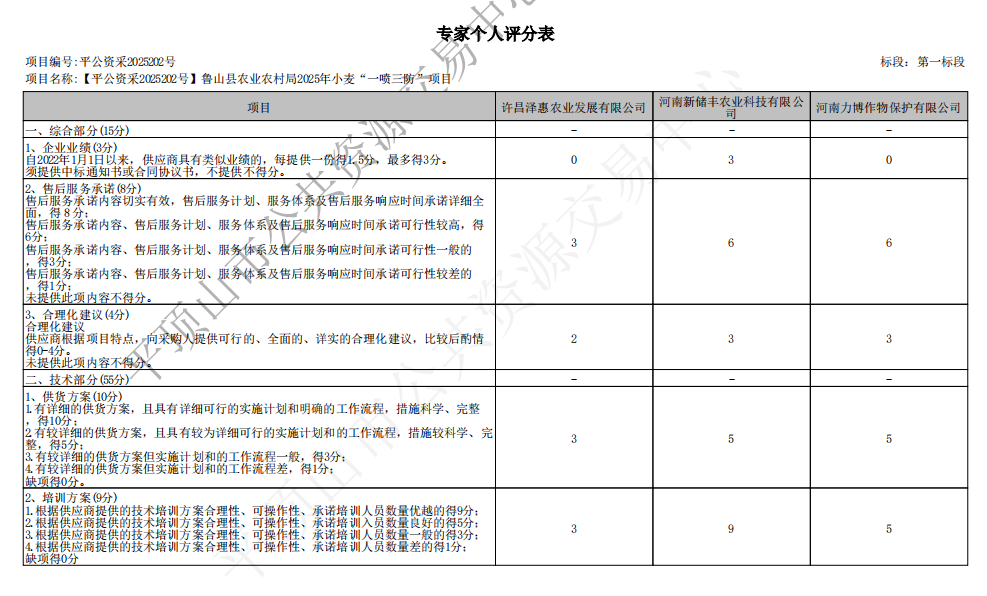 专家个人评分表
项目编号:平公资采2025202号
标段：第一标段
项目名称:【平公资采2025202号】鲁山县农业农村局2025年小麦“一喷三防”项目
项目 许昌泽惠农业发展有限公司 河南新储丰农业科技有限公司 河南力博作物保护有限公司
一、综合部分(15分) - - -
1、企业业绩(3分)
自2022年1月1日以来，供应商具有类似业绩的，每提供一份得1.5分，最多得3分。
须提供中标通知书或合同协议书，不提供不得分。
0 3 0
2、售后服务承诺(8分)
售后服务承诺内容切实有效，售后服务计划、服务体系及售后服务响应时间承诺详细全
面，得８分；
售后服务承诺内容、售后服务计划、服务体系及售后服务响应时间承诺可行性较高，得
6分；
售后服务承诺内容、售后服务计划、服务体系及售后服务响应时间承诺可行性一般的
，得3分；
售后服务承诺内容、售后服务计划、服务体系及售后服务响应时间承诺可行性较差的
，得1分；
未提供此项内容不得分。
3 6 6
3、合理化建议(4分)
合理化建议
供应商根据项目特点，向采购人提供可行的、全面的、详实的合理化建议，比较后酌情
得0-4分。
未提供此项内容不得分。
2 3 3
二、技术部分(55分) - - -
1、供货方案(10分)
1.有详细的供货方案，且具有详细可行的实施计划和明确的工作流程，措施科学、完整
，得10分；
2.有较详细的供货方案，且具有较为详细可行的实施计划和的工作流程，措施较科学、完
整，得5分；
3.有较详细的供货方案但实施计划和的工作流程一般，得3分；
4.有较详细的供货方案但实施计划和的工作流程差，得1分；
缺项得0分。
3 5 5
2、培训方案(9分)
1.根据供应商提供的技术培训方案合理性、可操作性、承诺培训人员数量优越的得9分；
2.根据供应商提供的技术培训方案合理性、可操作性、承诺培训人员数量良好的得5分；
3.根据供应商提供的技术培训方案合理性、可操作性、承诺培训人员数量一般的得3分；
4.根据供应商提供的技术培训方案合理性、可操作性、承诺培训人员数量差的得1分；
缺项得0分
3 9 5
平顶山市公共资源交易中心
平顶山市公共资源交易中心